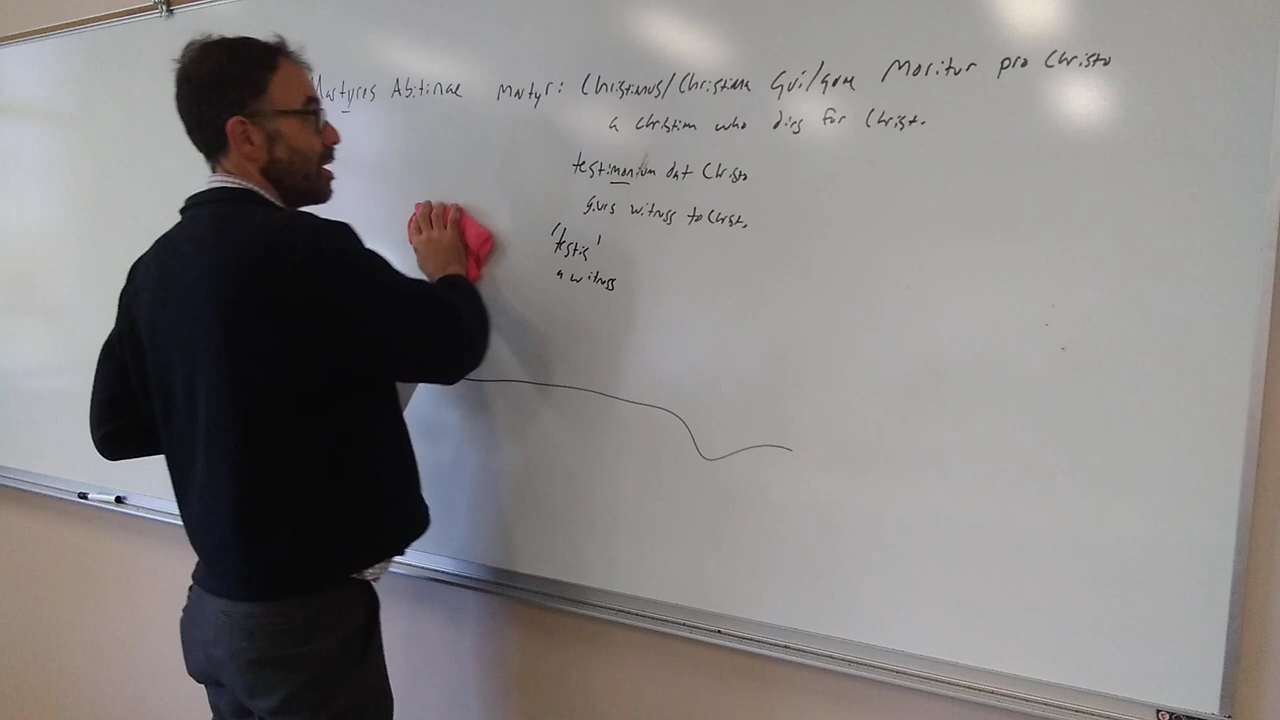 Martyres Abitinae martyr: Christianus/Christiana Qui/quae Moritur pro Christo
a christian who dies for Christ.
testimonium dat Christo
gives witness to Christ.
'testis'
a witness